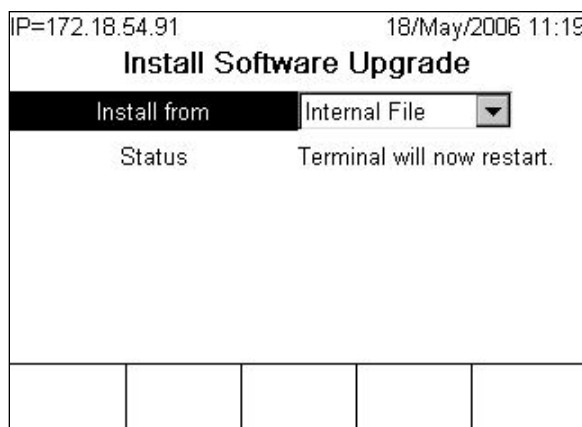 IP=172.18.54.91 18/May/2006 11:19
Install Software Upgrade
Install from Internal File
Status Terminal will now restart.